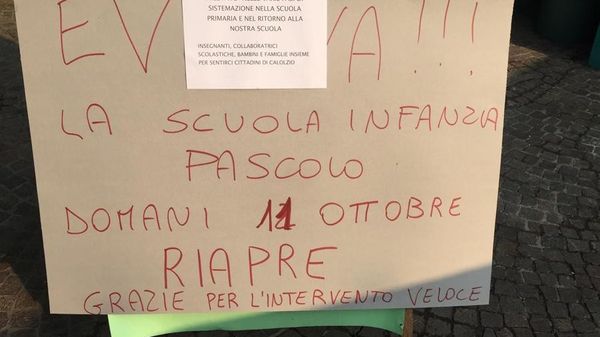 SISTEMAZIONE NELLA SCUOLA
PRIMARIA E NEL RITORNO ALLA
NOSTRA SCUOLA
INSEGNANTI, COLLABORATRICI
SCOLASTICHE, BAMBINI E FAMIGLIE INSIEME
PER SENTIRCI CITTADINI DI CALOLZIO
LA SCUOLA INFANZIA
PASCOLO
DOMANI 11 OTTOBRE
RIAPRE
GRAZIE PER L'INTERVENTO VELOCE